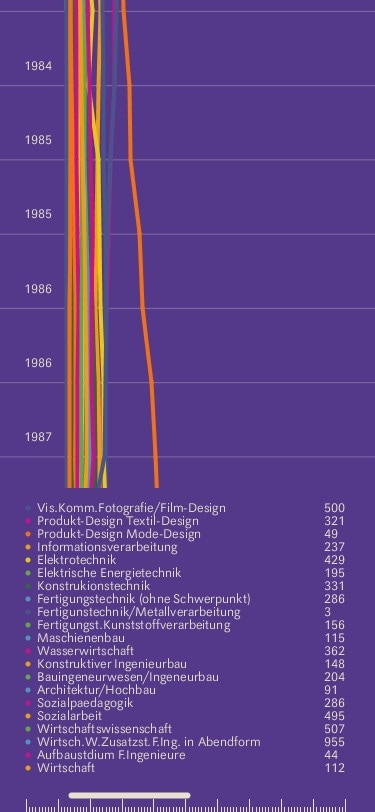 1984
1985
1985
1986
1986
1987
Vis.Komm.Fotografie/Film-Design 500
Produkt-Design Textil-Design 321
Produkt-Design Mode-Design 49
Informationsverarbeitung 237
Elektrotechnik 429
Elektrische Energietechnik 195
Konstrukionstechnik 331
Fertigungstechnik (ohne Schwerpunkt) 286
Fertigunstechnik/Metallverarbeitung 3
Fertigungst.Kunststoffverarbeitung 156
Maschienenbau 115
Wasserwirtschaft 362
Konstruktiver Ingenieurbau 148
Bauingeneurwesen/Ingeneurbau 204
Architektur/Hochbau 91
Sozialpaedagogik 286
Sozialarbeit 495
Wirtschaftswissenschaft 507
Wirtsch.W.Zusatzst.F.Ing. in Abendform 955
Aufbaustdium F.Ingenieure 44
Wirtschaft 112